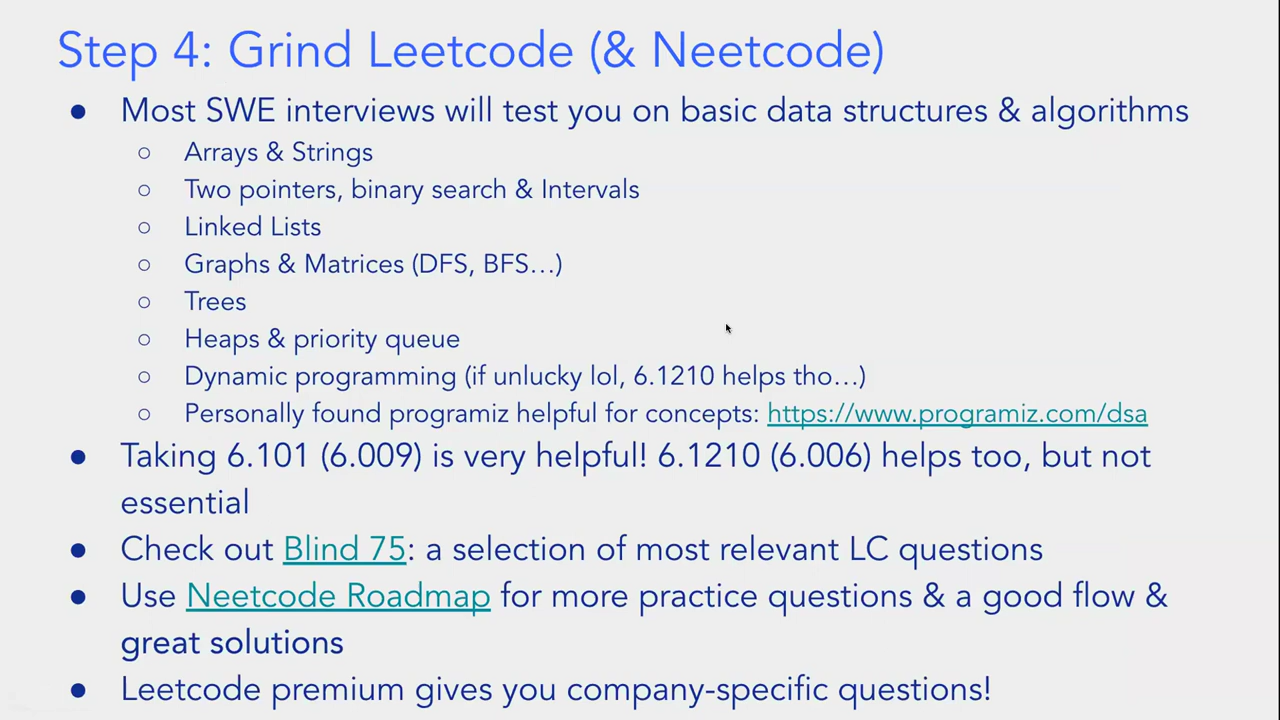 Step 4: Grind Leetcode (& Neetcode)
● Most SWE interviews will test you on basic data structures & algorithms
○ Arrays & Strings
○ Two pointers, binary search & Intervals
○ Linked Lists
○ Graphs & Matrices (DFS, BFS…)
○ Trees
○ Heaps & priority queue
○ Dynamic programming (if unlucky lol, 6.1210 helps tho…)
○ Personally found programiz helpful for concepts: https://www.programiz.com/dsa
● Taking 6.101 (6.009) is very helpful! 6.1210 (6.006) helps too, but not
essential
● Check out Blind 75: a selection of most relevant LC questions
● Use Neetcode Roadmap for more practice questions & a good flow &
great solutions
● Leetcode premium gives you company-specific questions!